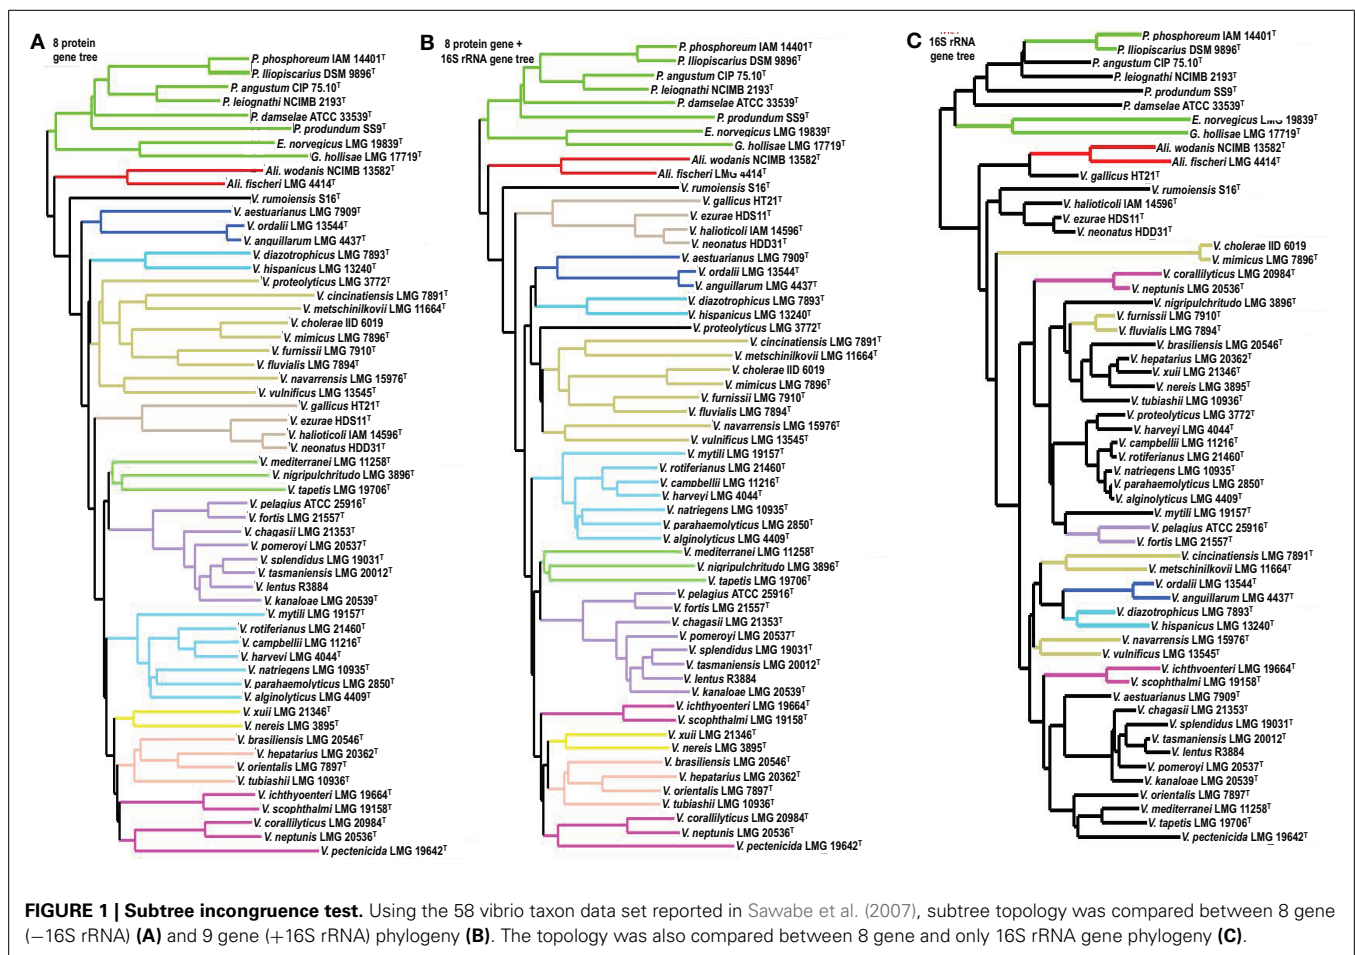 A 8 protein
gene tree
P. phosphoreum IAM 14401T
P. Iliopiscarius DSM 9896T
P. angustum CIP 75.10T
P. leiognathi NCIMB 2193T
P. damselae ATCC 33539T
P. produndum SS9T
E. norvegicus LMG 19839T
G. hollisae LMG 17719T
Ali. wodanis NCIMB 13582T
Ali. fischeri LMG 4414T
V. rumoiensis S16T
V. aestuarianus LMG 7909T
V. ordalii LMG 13544T
V. anguillarum LMG 4437T
V. diazotrophicus LMG 7893T
V. hispanicus LMG 13240T
V. proteolyticus LMG 3772T
V. cincinatiensis LMG 7891T
V. metschinilkovii LMG 11664T
V. cholerae IID 6019
V. mimicus LMG 7896T
V. furnissii LMG 7910T
V. fluvialis LMG 7894T
V. navarrensis LMG 15976T
V. vulnificus LMG 13545T
V. gallicus HT21T
V. ezurae HDS11T
V. halioticoli IAM 14596T
V. neonatus HDD31T
V. mediterranei LMG 11258T
V. nigripulchritudo LMG 3896T
V. tapetis LMG 19706T
V. pelagius ATCC 25916T
V. fortis LMG 21557T
V. chagasii LMG 21353T
V. pomeroyi LMG 20537T
V. splendidus LMG 19031T
V. tasmaniensis LMG 20012T
V. lentus R3884
V. kanaloae LMG 20539T
V. mytili LMG 19157T
V. rotiferianus LMG 21460T
V. campbellii LMG 11216T
V. harvevi LMG 4044T
V. natriegens LMG 10935T
V. parahaemolyticus LMG 2850T
V. alginolyticus LMG 4409T
V. xuii LMG 21346T
V. nereis LMG 3895T
V. brasiliensis LMG 20546T
V. hepatarius LMG 20362T
V. orientalis LMG 7897T
V. tubiashii LMG 10936T
V. ichthyoenteri LMG 19664T
V. scophthalmi LMG 19158T
V. corallilyticus LMG 20984T
V. neptunis LMG 20536T
V. pectenicida LMG 19642T
B 8 protein gene +
16S rRNA gene tree
P. phosphoreum IAM 14401T
P. Iliopiscarius DSM 9896T
P. angustum CIP 75.10T
P. leiognathi NCIMB 2193T
P. damselae ATCC 33539T
P. produndum SS9T
E. norvegicus LMG 19839T
G. hollisae LMG 17719T
Ali. wodanis NCIMB 13582T
Ali. fischeri LMG 4414T
V. rumoiensis S16T
V. gallicus HT21T
V. ezurae HDS11T
V. halioticoli IAM 14596T
V. neonatus HDD31T
V. aestuarianus LMG 7909T
V. ordalii LMG 13544T
V. anguillarum LMG 4437T
V. diazotrophicus LMG 7893T
V. hispanicus LMG 13240T
V. proteolyticus LMG 3772T
V. cincinatiensis LMG 7891T
V. metschinilkovii LMG 11664T
V. cholerae IID 6019
V. mimicus LMG 7896T
V. furnissii LMG 7910T
V. fluvialis LMG 7894T
V. navarrensis LMG 15976T
V. vulnificus LMG 13545T
V. mytili LMG 19157T
V. rotiferianus LMG 21460T
V. campbellii LMG 11216T
V. harveyi LMG 4044T
V. natriegens LMG 10935T
V. parahaemolyticus LMG 2850T
V. alginolyticus LMG 4409T
V. mediterranei LMG 11258T
V. nigripulchritudo LMG 3896T
V. tapetis LMG 19706T
V. pelagius ATCC 25916T
V. fortis LMG 21557T
V. chagasii LMG 21353T
V. pomeroyi LMG 20537T
V. splendidus LMG 19031T
V. tasmaniensis LMG 20012T
V. lentus R3884
V. kanaloae LMG 20539T
V. ichthyoenteri LMG 19664T
V. scophthalmi LMG 19158T
V. xuii LMG 21346T
V. nereis LMG 3895T
V. brasiliensis LMG 20546T
V. hepatarius LMG 20362T
V. orientalis LMG 7897T
V. tubiashii LMG 10936T
V. corallilyticus LMG 20984T
V. neptunis LMG 20536T
V. pectenicida LMG 19642T
C 16S rRNA
gene tree
P. phosphoreum IAM 14401T
P. Iliopiscarius DSM 9896T
P. angustum CIP 75.10T
P. leiognathi NCIMB 2193T
P. produndum SS9T
P. damselae ATCC 33539T
E. norvegicus LMG 19839T
G. hollisae LMG 17719T
Ali. wodanis NCIMB 13582T
Ali. fischeri LMG 4414T
V. gallicus HT21T
V. rumoiensis S16T
V. halioticoli IAM 14596T
V. ezurae HDS11T
V. neonatus HDD31T
V. cholerae IID 6019
V. mimicus LMG 7896T
V. corallilyticus LMG 20984T
V. neptunis LMG 20536T
V. nigripulchritudo LMG 3896T
V. furnissii LMG 7910T
V. fluvialis LMG 7894T
V. brasiliensis LMG 20546T
V. hepatarius LMG 20362T
V. xuii LMG 21346T
V. nereis LMG 3895T
V. tubiashii LMG 10936T
V. proteolyticus LMG 3772T
V. harveyi LMG 4044T
V. campbellii LMG 11216T
V. rotiferianus LMG 21460T
V. natriegens LMG 10935T
V. parahaemolyticus LMG 2850T
V. alginolyticus LMG 4409T
V. mytili LMG 19157T
V. pelagius ATCC 25916T
V. fortis LMG 21557T
V. cincinatiensis LMG 7891T
V. metschinilkovii LMG 11664T
V. ordalii LMG 13544T
V. anguillarum LMG 4437T
V. diazotrophicus LMG 7893T
V. hispanicus LMG 13240T
V. navarrensis LMG 15976T
V. vulnificus LMG 13545T
V. ichthvoenteri LMG 19664T
V. scophthalmi LMG 19158T
V. aestuarianus LMG 7909T
V. chagasii LMG 21353T
V. splendidus LMG 19031T
V. tasmaniensis LMG 20012T
V. lentus R3884
V. pomeroyi LMG 20537T
V. kanaloae LMG 20539T
V. orientalis LMG 7897T
V. mediterranei LMG 11258T
V. tapetis LMG 19706T
V. pectenicida LMG 19642T
FIGURE 1 | Subtree incongruence test. Using the 58 vibrio taxon data set reported in Sawabe et al. (2007), subtree topology was compared between 8 gene
(−16S rRNA) (A) and 9 gene (+16S rRNA) phylogeny (B). The topology was also compared between 8 gene and only 16S rRNA gene phylogeny (C).